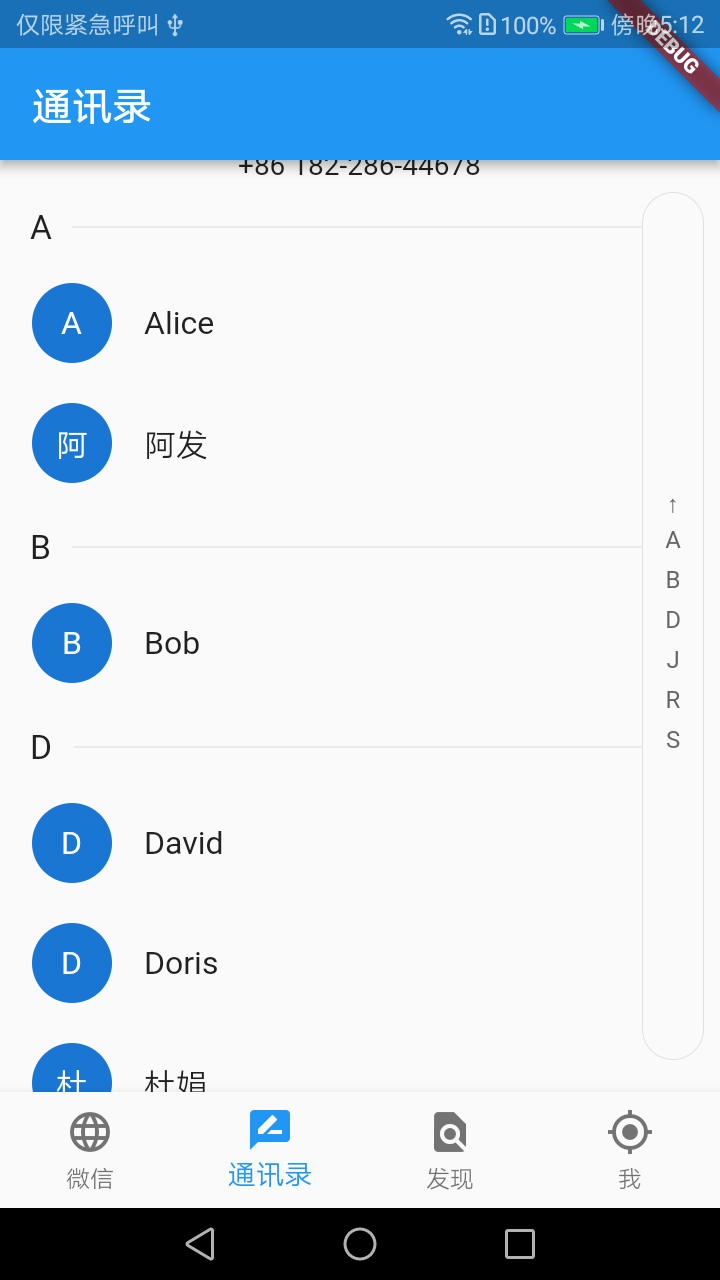 仅限紧急呼叫 100% 傍晚5:12
DEBUG
通讯录
+86 182-286-44678
A
A Alice
阿 阿发
B
B Bob
D
D David
D Doris
杜 杜娟
↑
A
B
D
J
R
S
微信 通讯录 发现 我